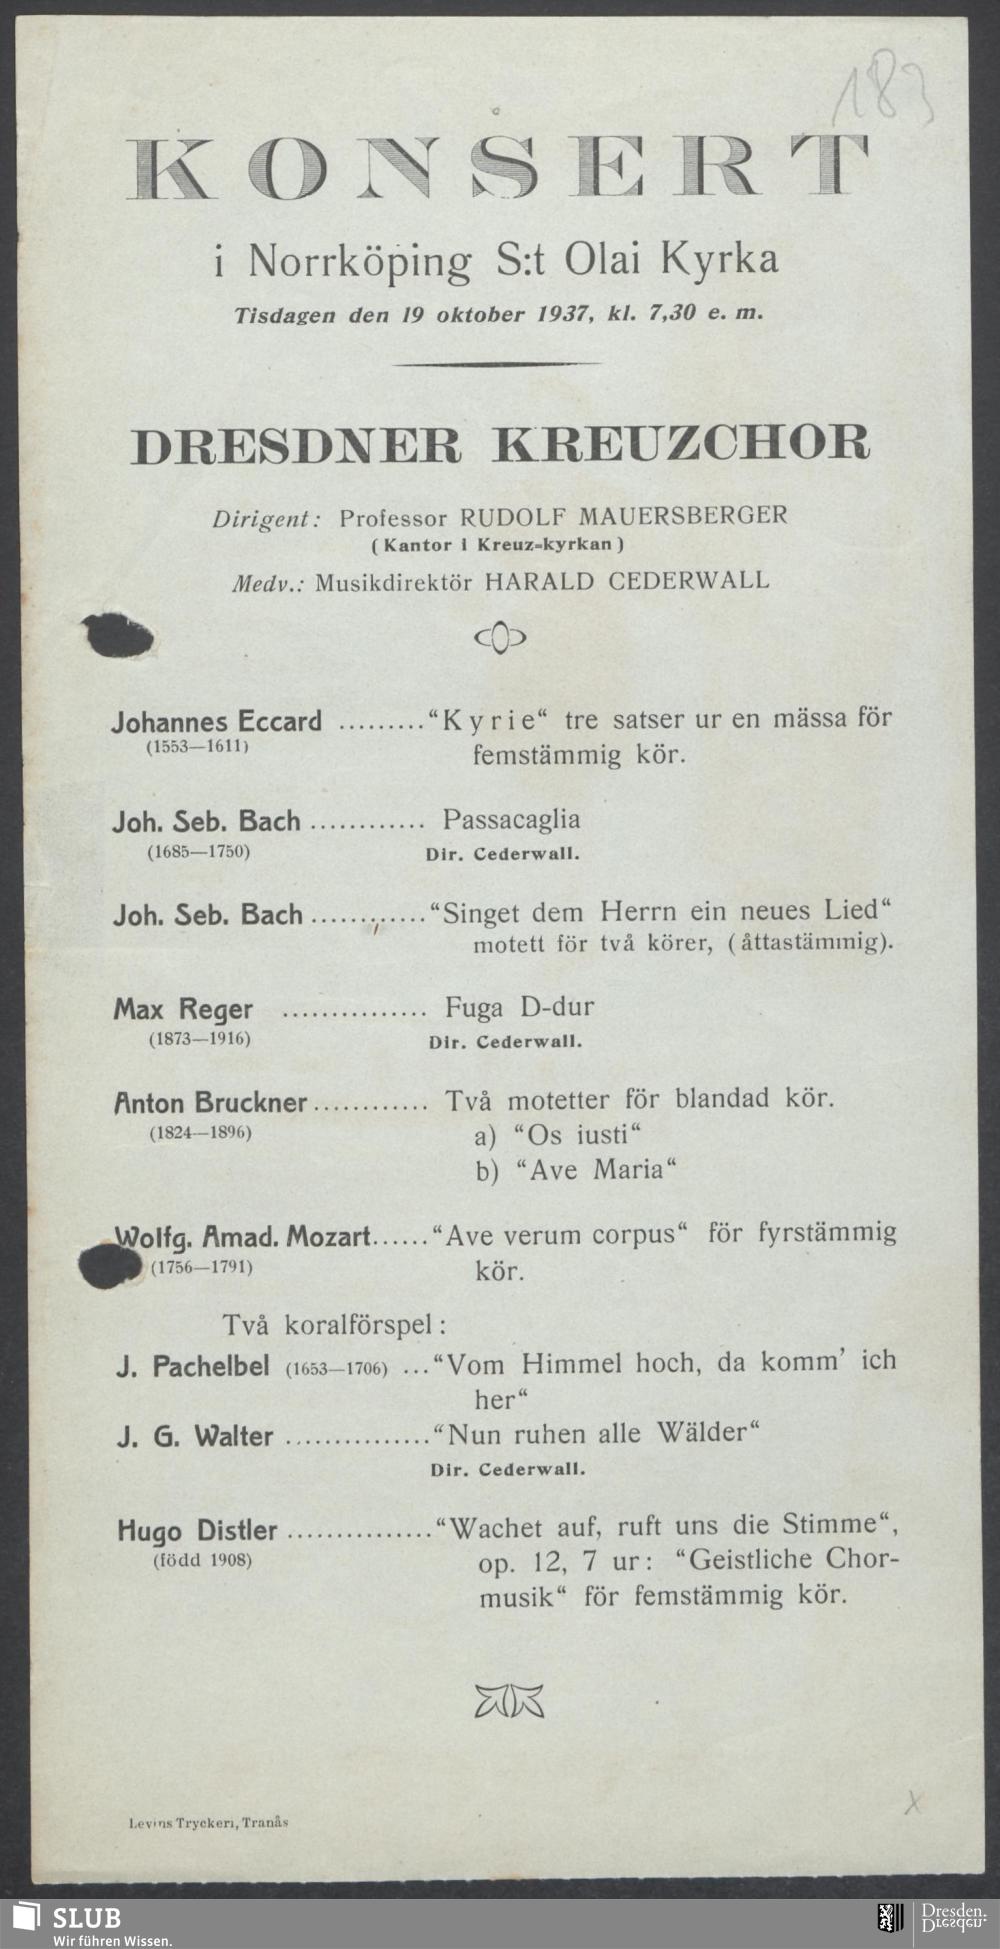 183
KONSERT
i Norrköping S:t Olai Kyrka
Tisdagen den 19 oktober 1937, kl. 7,30 e. m.
DRESDNER KREUZCHOR
Dirigent: Professor RUDOLF MAUERSBERGER
(Kantor i Kreuz=kyrkan)
Medv.: Musikdirektör HARALD CEDERWALL
Johannes Eccard ......... “Kyrie“ tre satser ur en mässa för
(1553—1611) femstämmig kör.
Joh. Seb. Bach ............ Passacaglia
(1685—1750) Dir. Cederwall.
Joh. Seb. Bach ............ “Singet dem Herrn ein neues Lied“
motett för två körer, (åttastämmig).
Max Reger ............... Fuga D-dur
(1873—1916) Dir. Cederwall.
Anton Bruckner ............ Två motetter för blandad kör.
(1824—1896) a) “Os iusti“
b) “Ave Maria“
Wolfg. Amad. Mozart ...... “Ave verum corpus“ för fyrstämmig
(1756—1791) kör.
Två koralförspel:
J. Pachelbel (1653—1706) ... “Vom Himmel hoch, da komm’ ich
her“
J. G. Walter ............... “Nun ruhen alle Wälder“
Dir. Cederwall.
Hugo Distler ............... “Wachet auf, ruft uns die Stimme“,
(född 1908) op. 12, 7 ur: “Geistliche Chor-
musik“ för femstämmig kör.
x
Levins Tryckeri, Tranås
SLUB
Wir führen Wissen.
Dresden.